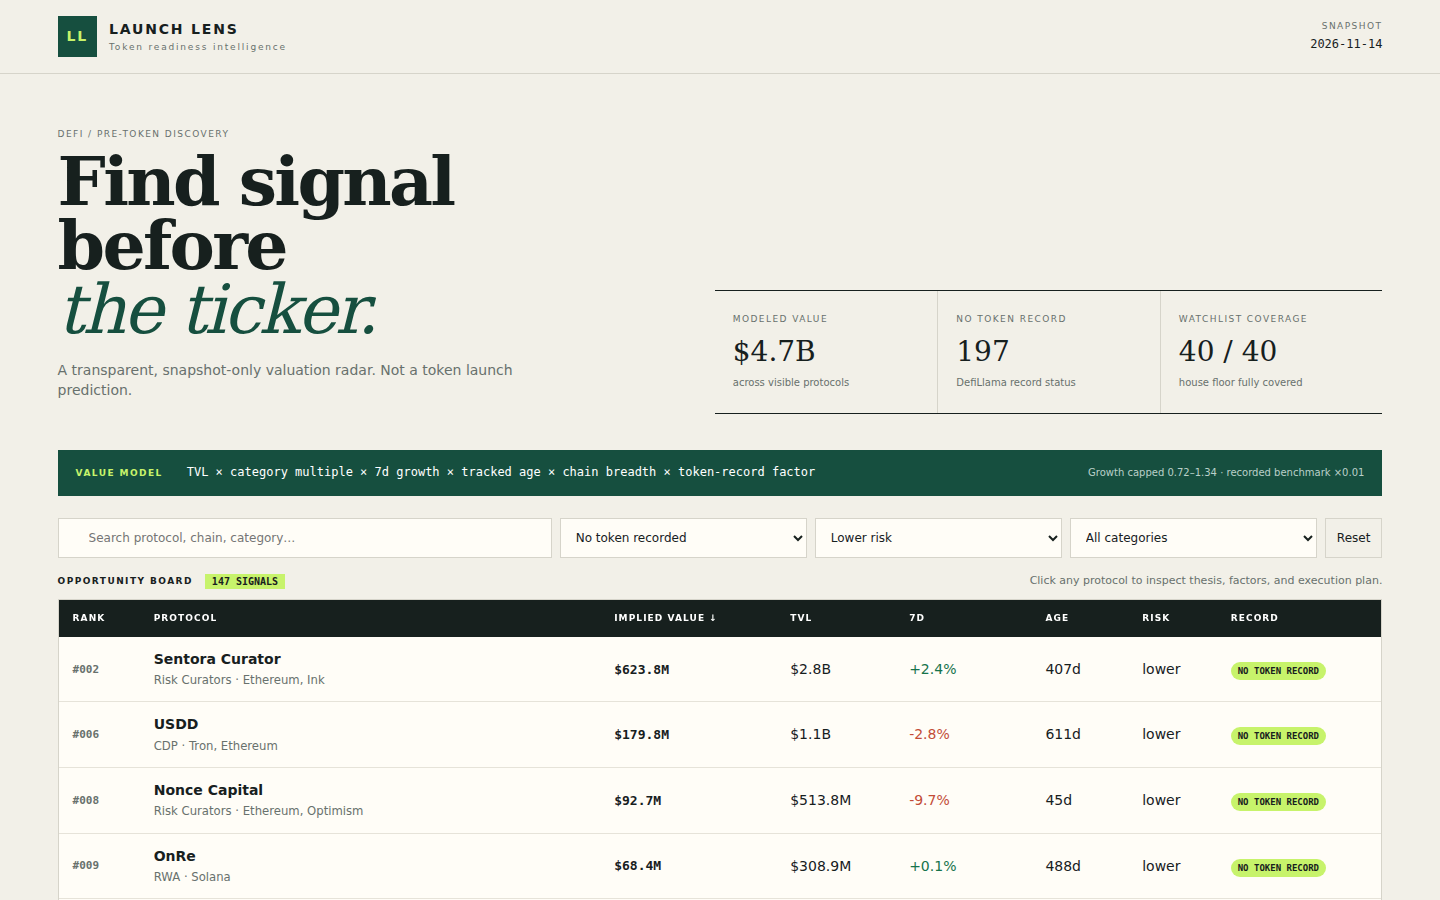 LL
LAUNCH LENS
Token readiness intelligence
SNAPSHOT
2026-11-14
DEFI / PRE-TOKEN DISCOVERY
Find signal
before
the ticker.
A transparent, snapshot-only valuation radar. Not a token launch
prediction.
MODELED VALUE
$4.7B
across visible protocols
NO TOKEN RECORD
197
DefiLlama record status
WATCHLIST COVERAGE
40 / 40
house floor fully covered
VALUE MODEL TVL × category multiple × 7d growth × tracked age × chain breadth × token-record factor Growth capped 0.72–1.34 · recorded benchmark ×0.01
Search protocol, chain, category... No token recorded Lower risk All categories Reset
OPPORTUNITY BOARD 147 SIGNALS Click any protocol to inspect thesis, factors, and execution plan.
RANK PROTOCOL IMPLIED VALUE ↓ TVL 7D AGE RISK RECORD
#002 Sentora Curator $623.8M $2.8B +2.4% 407d lower NO TOKEN RECORD
Risk Curators · Ethereum, Ink
#006 USDD $179.8M $1.1B -2.8% 611d lower NO TOKEN RECORD
CDP · Tron, Ethereum
#008 Nonce Capital $92.7M $513.8M -9.7% 45d lower NO TOKEN RECORD
Risk Curators · Ethereum, Optimism
#009 OnRe $68.4M $308.9M +0.1% 488d lower NO TOKEN RECORD
RWA · Solana